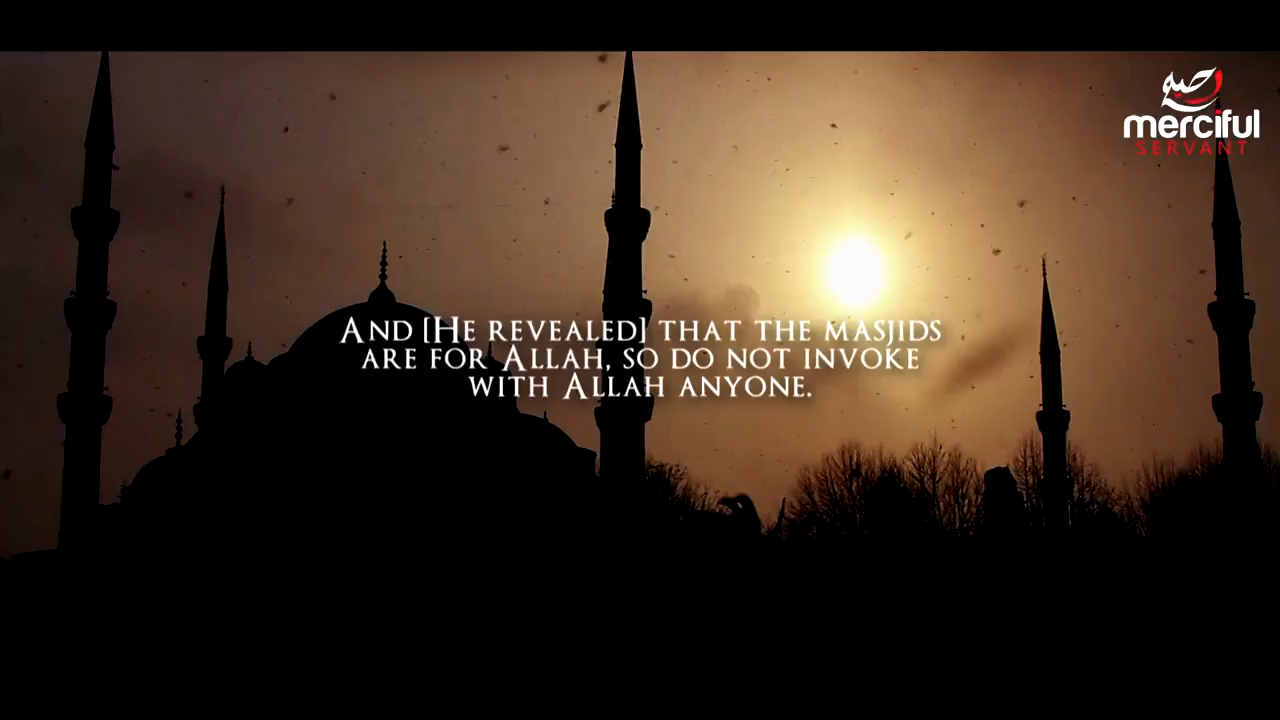 merciful
SERVANT
And [He revealed] that the masjids
are for Allah, so do not invoke
with Allah anyone.